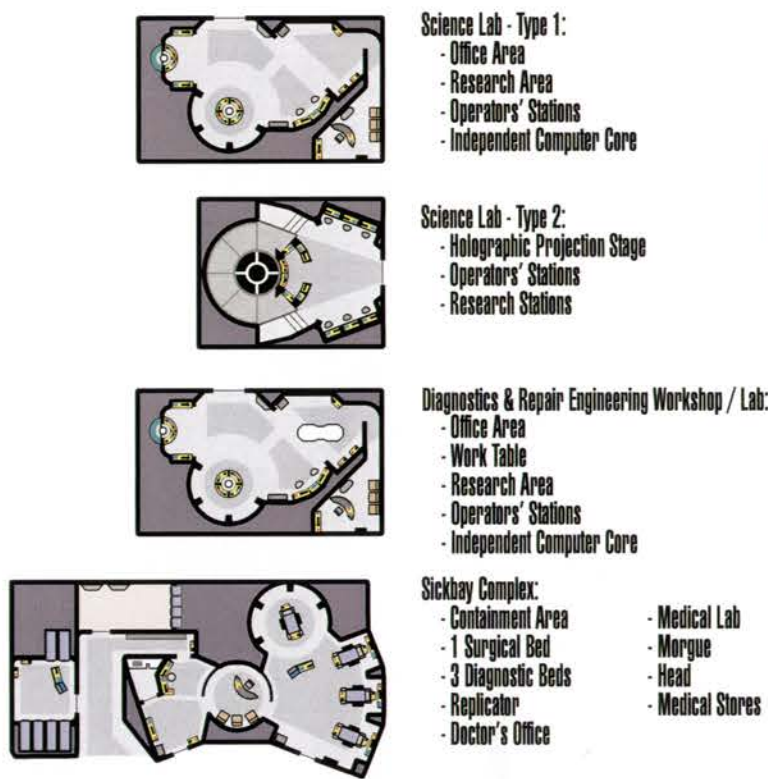 Science Lab - Type 1:
- Office Area
- Research Area
- Operators' Stations
- Independent Computer Core
Science Lab - Type 2:
- Holographic Projection Stage
- Operators' Stations
- Research Stations
Diagnostics & Repair Engineering Workshop / Lab:
- Office Area
- Work Table
- Research Area
- Operators' Stations
- Independent Computer Core
Sickbay Complex:
- Containment Area
- 1 Surgical Bed
- 3 Diagnostic Beds
- Replicator
- Doctor's Office
- Medical Lab
- Morgue
- Head
- Medical Stores